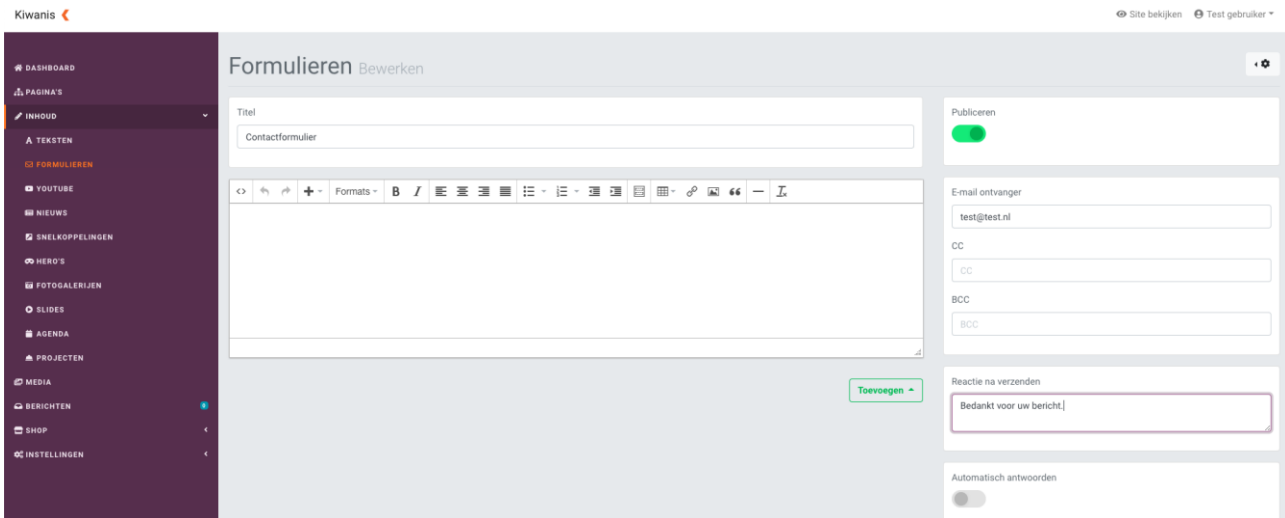 Kiwanis
Site bekijken
Test gebruiker
DASHBOARD
PAGINA'S
INHOUD
TEKSTEN
FORMULIEREN
YOUTUBE
NIEUWS
SNELKOPPELINGEN
HERO'S
FOTOGALERIJEN
SLIDES
AGENDA
PROJECTEN
MEDIA
BERICHTEN
SHOP
INSTELLINGEN
Formulieren Bewerken
Titel
Contactformulier
Formats
Toevoegen
Publiceren
E-mail ontvanger
test@test.nl
CC
CC
BCC
BCC
Reactie na verzenden
Bedankt voor uw bericht.
Automatisch antwoorden